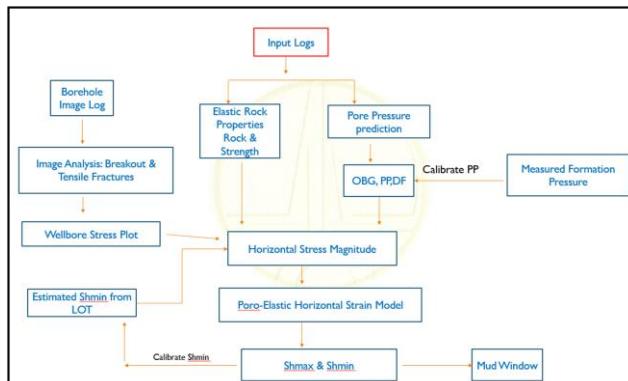 Input Logs
Borehole
Image Log
Elastic Rock
Properties
Rock &
Strength
Pore Pressure
prediction
Image Analysis: Breakout &
Tensile Fractures
OBG, PP,DF
Calibrate PP
Measured Formation
Pressure
Wellbore Stress Plot
Horizontal Stress Magnitude
Estimated Shmin from
LOT
Poro-Elastic Horizontal Strain Model
Calibrate Shmin
Shmax & Shmin
Mud Window